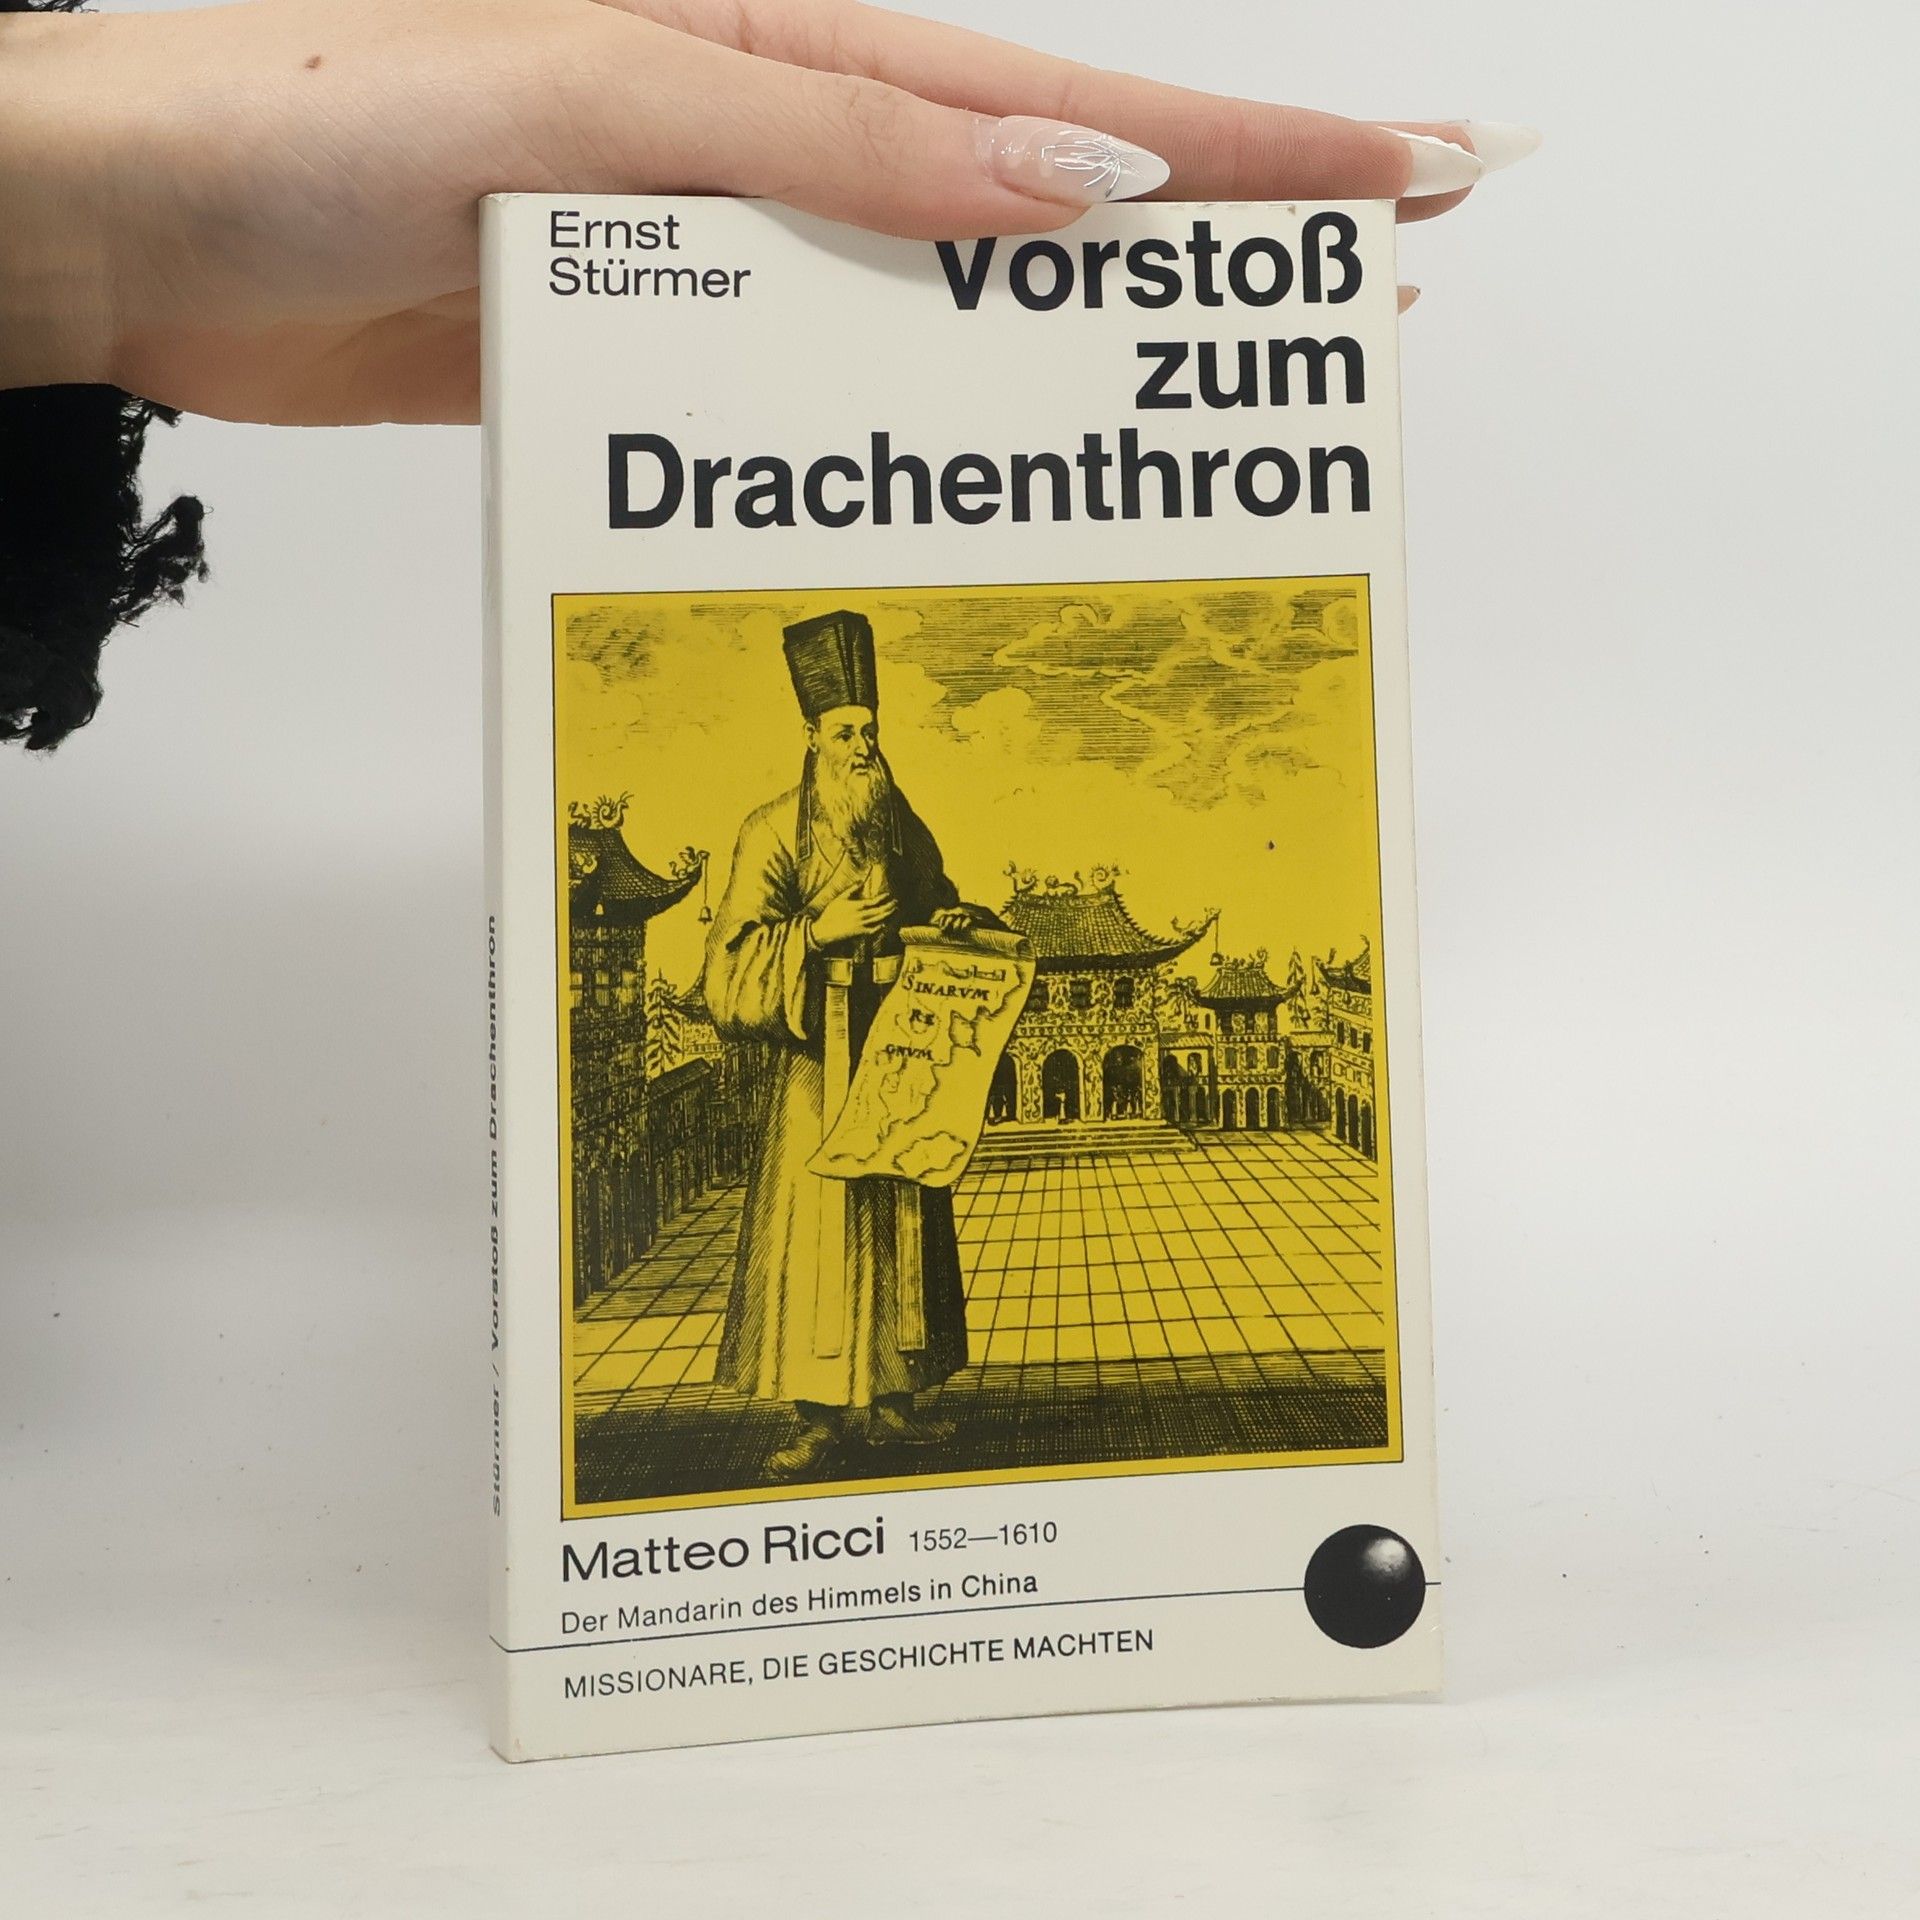 Ernst
Stürmer
Vorstoß
zum
Drachenthron
SINARVM
RE
GNVM
Matteo Ricci 1552—1610
Der Mandarin des Himmels in China
MISSIONARE, DIE GESCHICHTE MACHTEN
Stürmer / Vorstoß zum Drachenthron